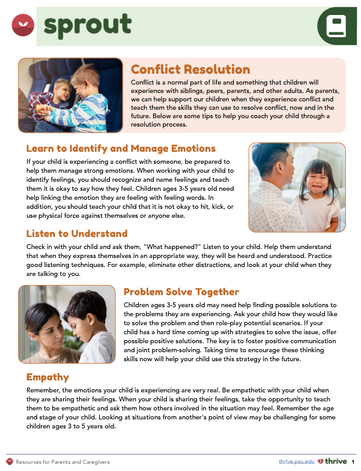 sprout
Conflict Resolution
Conflict is a normal part of life and something that children will
experience with siblings, peers, parents, and other adults. As parents,
we can help support our children when they experience conflict and
teach them the skills they can use to resolve conflict, now and in the
future. Below are some tips to help you coach your child through a
resolution process.
Learn to Identify and Manage Emotions
If your child is experiencing a conflict with someone, be prepared to
help them manage strong emotions. When working with your child to
identify feelings, you should recognize and name feelings and teach
them it is okay to say how they feel. Children ages 3-5 years old need
help linking the emotion they are feeling with feeling words. In
addition, you should teach your child that it is not okay to hit, kick, or
use physical force against themselves or anyone else.
Listen to Understand
Check in with your child and ask them, "What happened?" Listen to your child. Help them understand
that when they express themselves in an appropriate way, they will be heard and understood. Practice
good listening techniques. For example, eliminate other distractions, and look at your child when they
are talking to you.
Problem Solve Together
Children ages 3-5 years old may need help finding possible solutions to
the problems they are experiencing. Ask your child how they would like
to solve the problem and then role-play potential scenarios. If your
child has a hard time coming up with strategies to solve the issue, offer
possible positive solutions. The key is to foster positive communication
and joint problem-solving. Taking time to encourage these thinking
skills now will help your child use this strategy in the future.
Empathy
Remember, the emotions your child is experiencing are very real. Be empathetic with your child when
they are sharing their feelings. When your child is sharing their feelings, take the opportunity to teach
them to be empathetic and ask them how others involved in the situation may feel. Remember the age
and stage of your child. Looking at situations from another's point of view may be challenging for some
children ages 3 to 5 years old.
Resources for Parents and Caregivers
thrive.psu.edu thrive 1